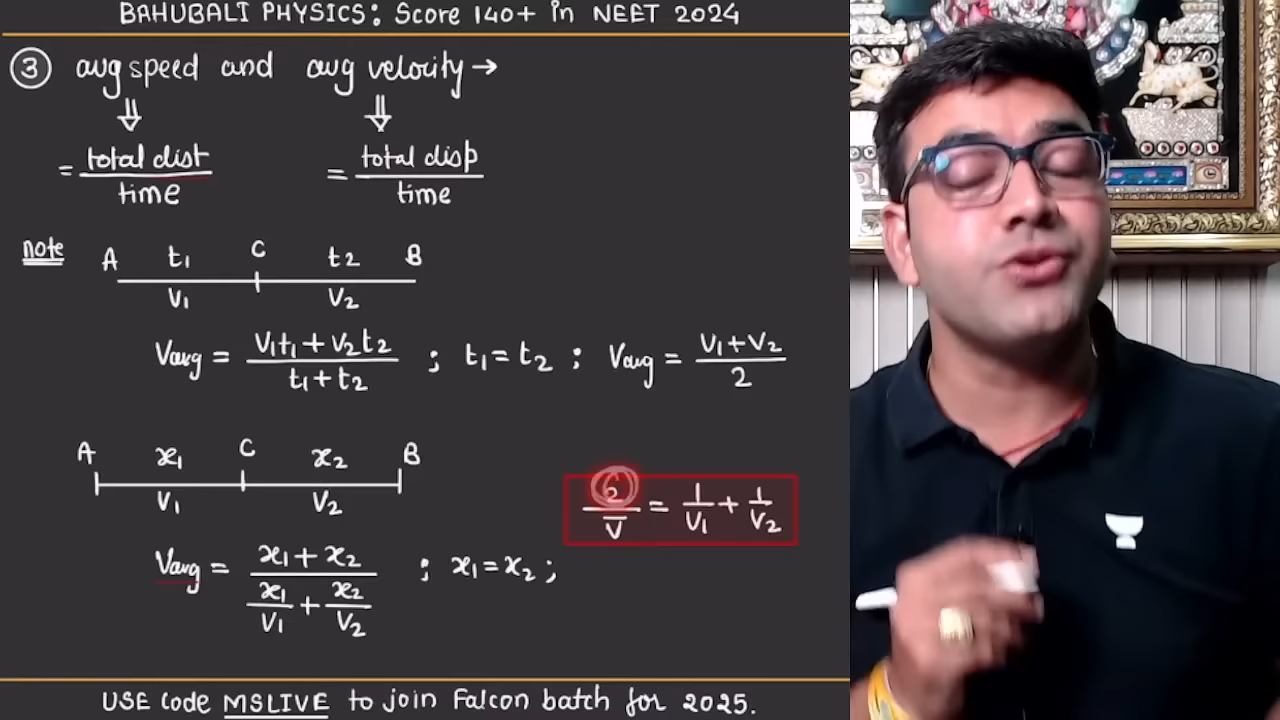 BAHUBALI PHYSICS: Score 140+ in NEET 2024
③ avg speed and avg velocity →
⇓ ⇓
= total dist / time = total disp / time
note
A t₁ C t₂ B
V₁ V₂
Vavg = V₁t₁ + V₂t₂ / t₁ + t₂ ; t₁ = t₂ : Vavg = V₁ + V₂ / 2
A x₁ C x₂ B
V₁ V₂
2 / V̅ = 1/V₁ + 1/V₂
Vavg = x₁ + x₂ / x₁/V₁ + x₂/V₂ ; x₁ = x₂ ;
USE Code MSLIVE to join Falcon batch for 2025.